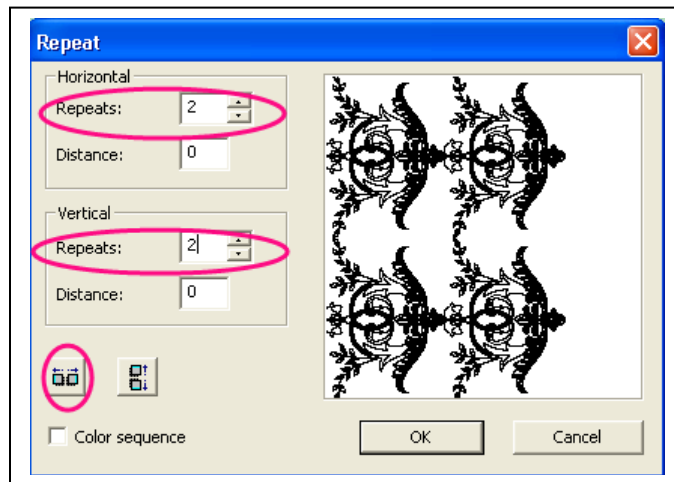 Repeat
Horizontal
Repeats: 2
Distance: 0
Vertical
Repeats: 2
Distance: 0
Color sequence
OK Cancel